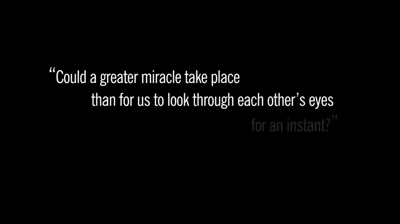 “Could a greater miracle take place
than for us to look through each other’s eyes
for an instant?”